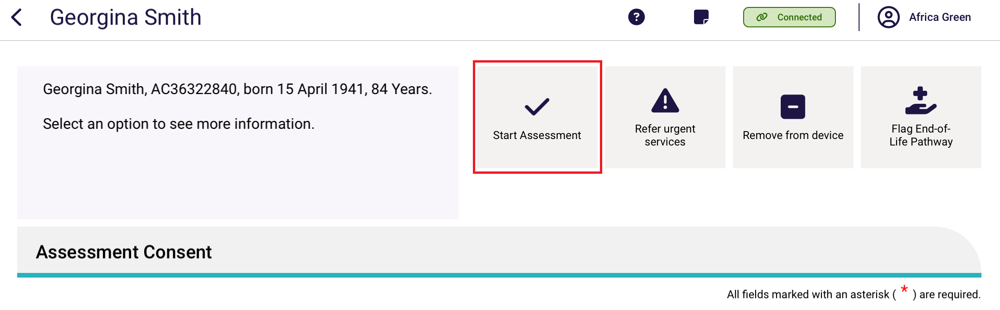 Georgina Smith
?
Connected
Africa Green
Georgina Smith, AC36322840, born 15 April 1941, 84 Years.
Select an option to see more information.
Start Assessment
Refer urgent
services
Remove from device
Flag End-of-
Life Pathway
Assessment Consent
All fields marked with an asterisk ( * ) are required.